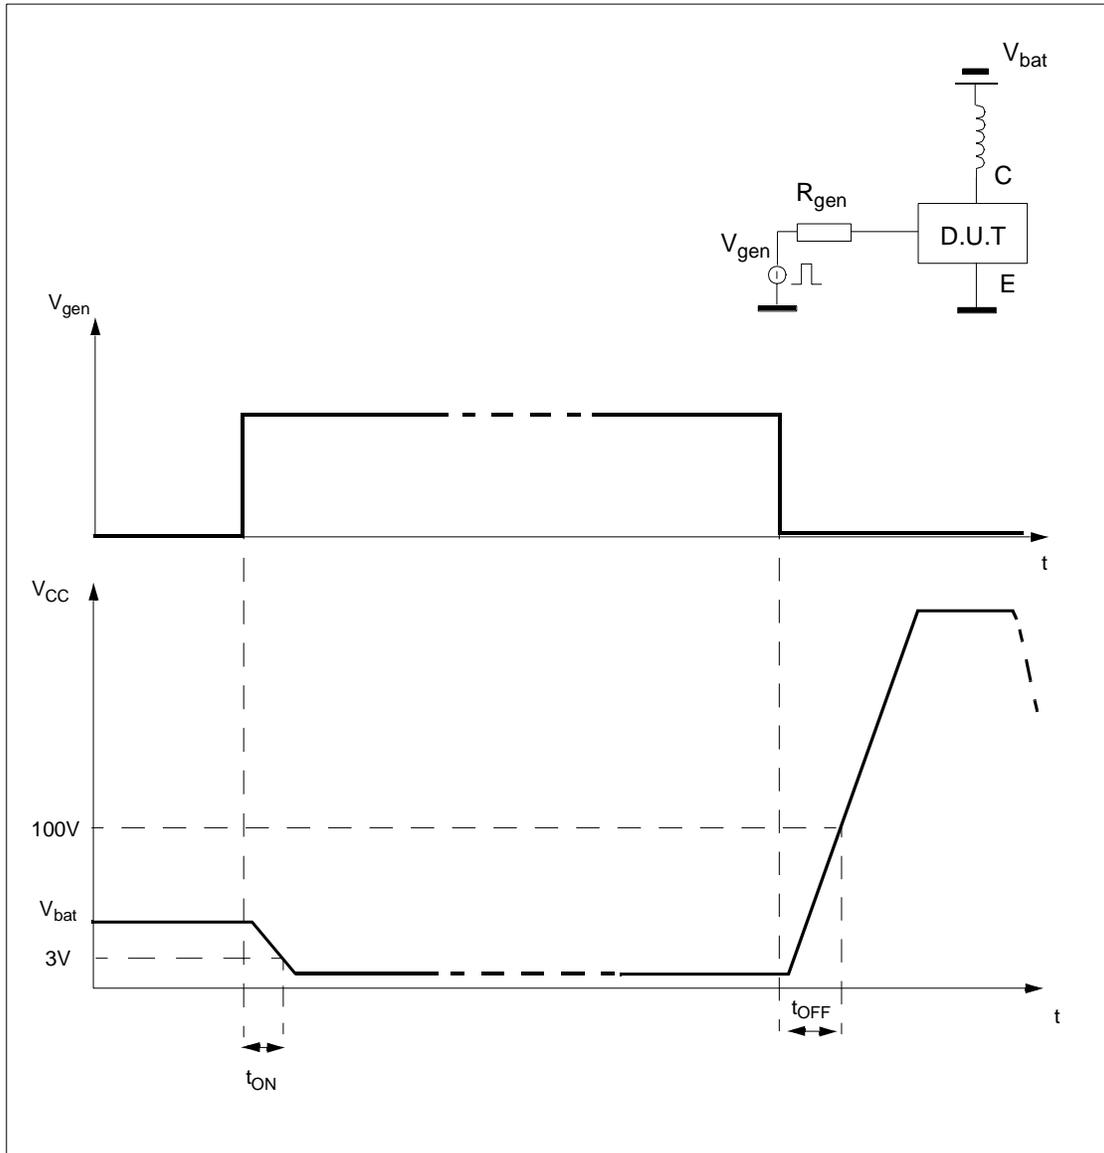 V_bat
C
R_gen
D.U.T
V_gen
E
V_gen
t
V_CC
100V
V_bat
3V
t_OFF
t
t_ON